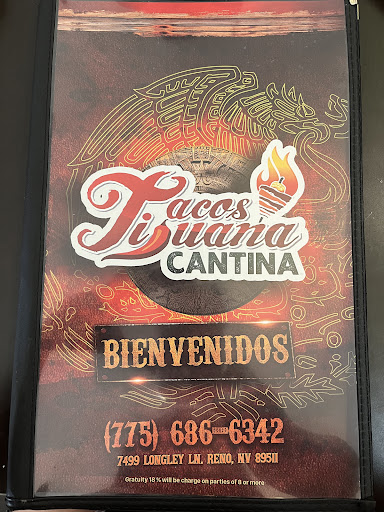 Tacos
Tijuana
CANTINA
BIENVENIDOS
(775) 686-6342
7499 LONGLEY LN, RENO, NV 89511
Gratuity 18 % will be charge on parties of 8 or more